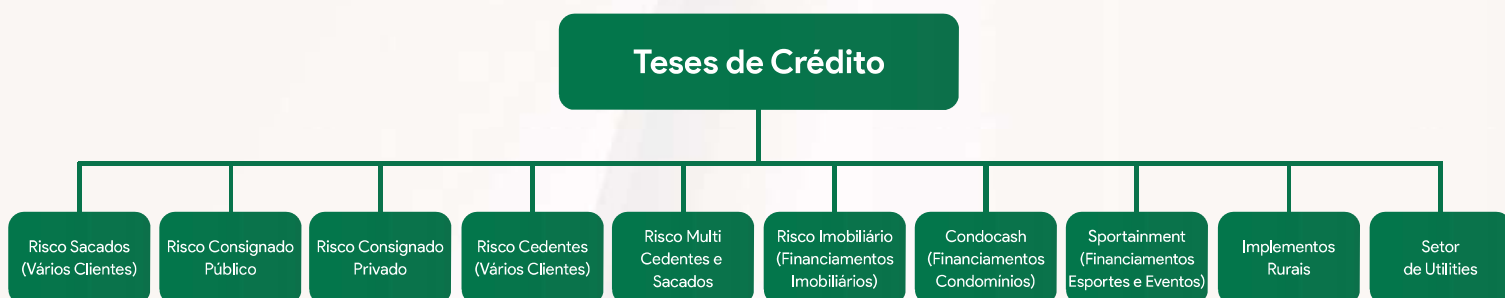 Teses de Crédito
Risco Sacados
(Vários Clientes)
Risco Consignado
Público
Risco Consignado
Privado
Risco Cedentes
(Vários Clientes)
Risco Multi
Cedentes e
Sacados
Risco Imobiliário
(Financiamentos
Imobiliários)
Condocash
(Financiamentos
Condomínios)
Sportainment
(Financiamentos
Esportes e Eventos)
Implementos
Rurais
Setor
de Utilities